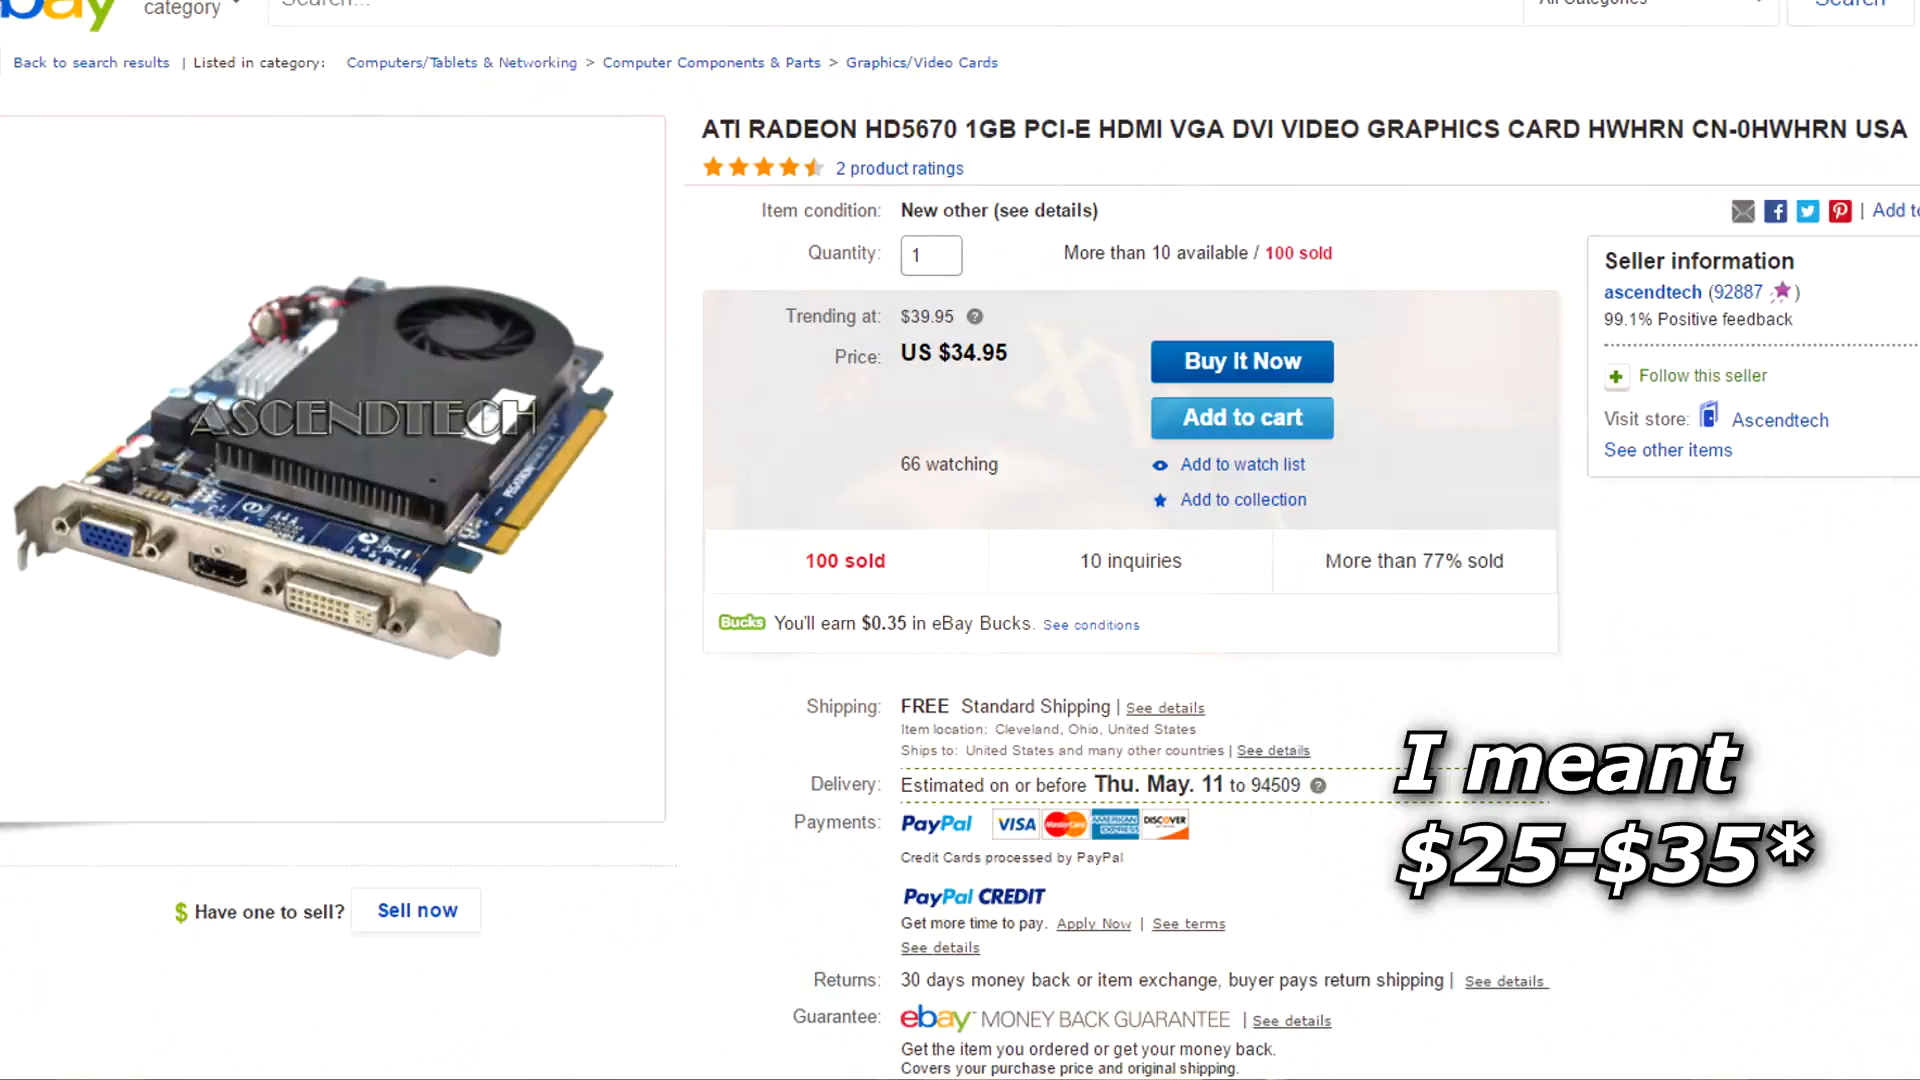 ebay
category
Search...
All Categories
Search
Back to search results | Listed in category: Computers/Tablets & Networking > Computer Components & Parts > Graphics/Video Cards
ATI RADEON HD5670 1GB PCI-E HDMI VGA DVI VIDEO GRAPHICS CARD HWHRN CN-0HWHRN USA
2 product ratings
Item condition: New other (see details)
| Add to
Quantity: 1 More than 10 available / 100 sold
Trending at: $39.95 ?
Price: US $34.95
Buy It Now
Add to cart
66 watching
Add to watch list
Add to collection
100 sold
10 inquiries
More than 77% sold
Bucks You'll earn $0.35 in eBay Bucks. See conditions
Seller information
ascendtech (92887 )
99.1% Positive feedback
Follow this seller
Visit store: Ascendtech
See other items
ASCENDTECH
PEGATRON
Shipping: FREE Standard Shipping | See details
Item location: Cleveland, Ohio, United States
Ships to: United States and many other countries | See details
Delivery: Estimated on or before Thu. May. 11 to 94509 ?
Payments: PayPal VISA MasterCard AMERICAN EXPRESS DISCOVER
Credit Cards processed by PayPal
PayPal CREDIT
Get more time to pay. Apply Now | See terms
See details
Returns: 30 days money back or item exchange, buyer pays return shipping | See details
Guarantee: ebay MONEY BACK GUARANTEE | See details
Get the item you ordered or get your money back.
Covers your purchase price and original shipping.
$ Have one to sell? Sell now
I meant
$25-$35*